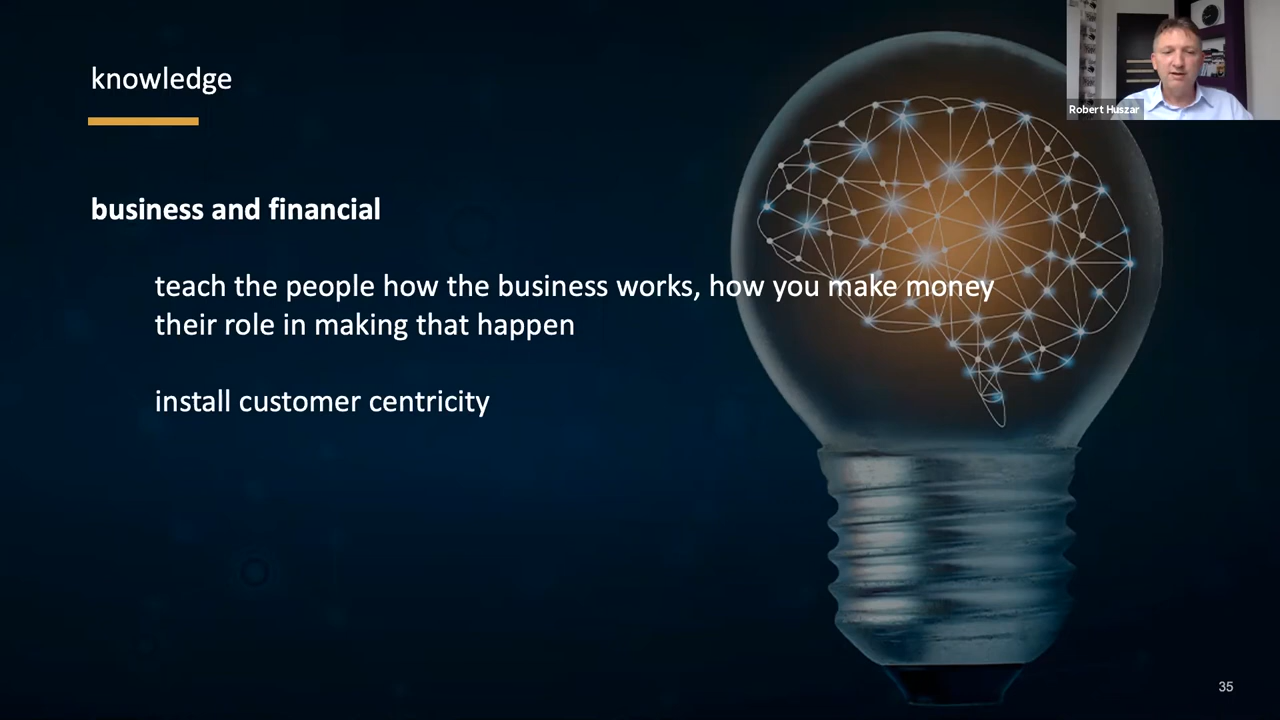 knowledge
business and financial
teach the people how the business works, how you make money
their role in making that happen
install customer centricity
Robert Huszar
35